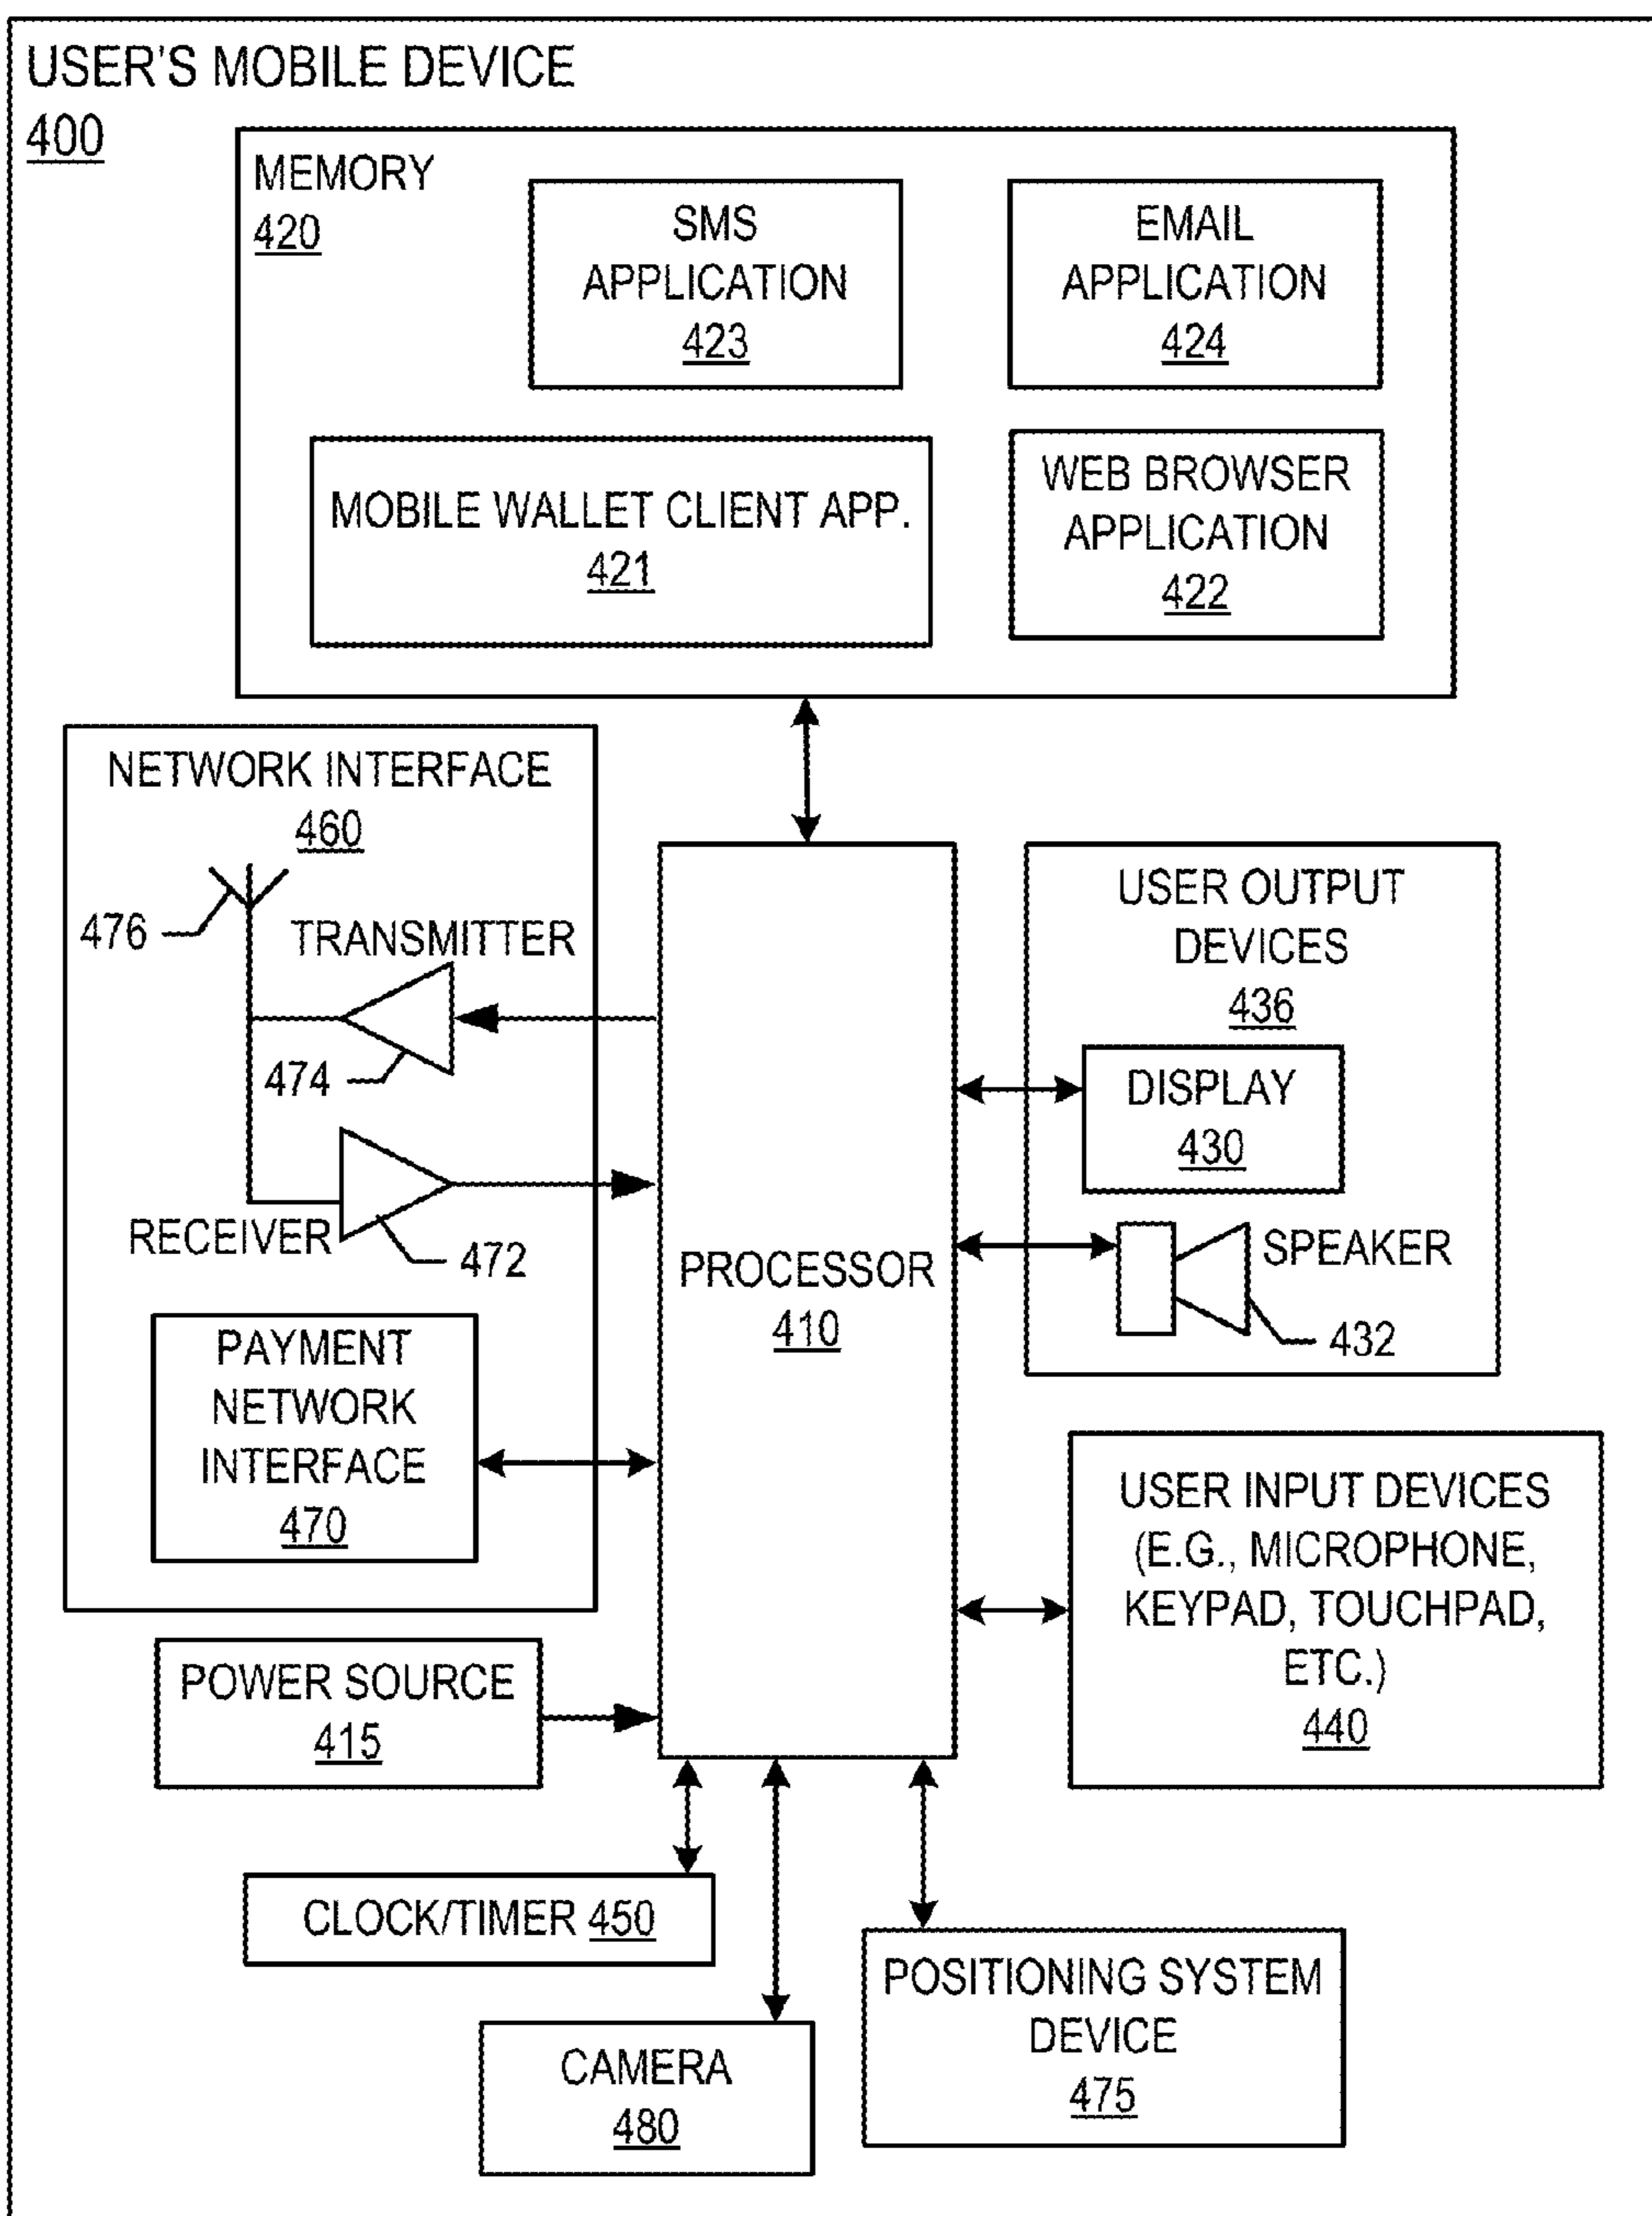 USER'S MOBILE DEVICE
400
MEMORY
420
SMS
APPLICATION
423
EMAIL
APPLICATION
424
MOBILE WALLET CLIENT APP.
421
WEB BROWSER
APPLICATION
422
NETWORK INTERFACE
460
476
TRANSMITTER
474
RECEIVER
472
PAYMENT
NETWORK
INTERFACE
470
PROCESSOR
410
USER OUTPUT
DEVICES
436
DISPLAY
430
SPEAKER
432
USER INPUT DEVICES
(E.G., MICROPHONE,
KEYPAD, TOUCHPAD,
ETC.)
440
POWER SOURCE
415
CLOCK/TIMER 450
CAMERA
480
POSITIONING SYSTEM
DEVICE
475